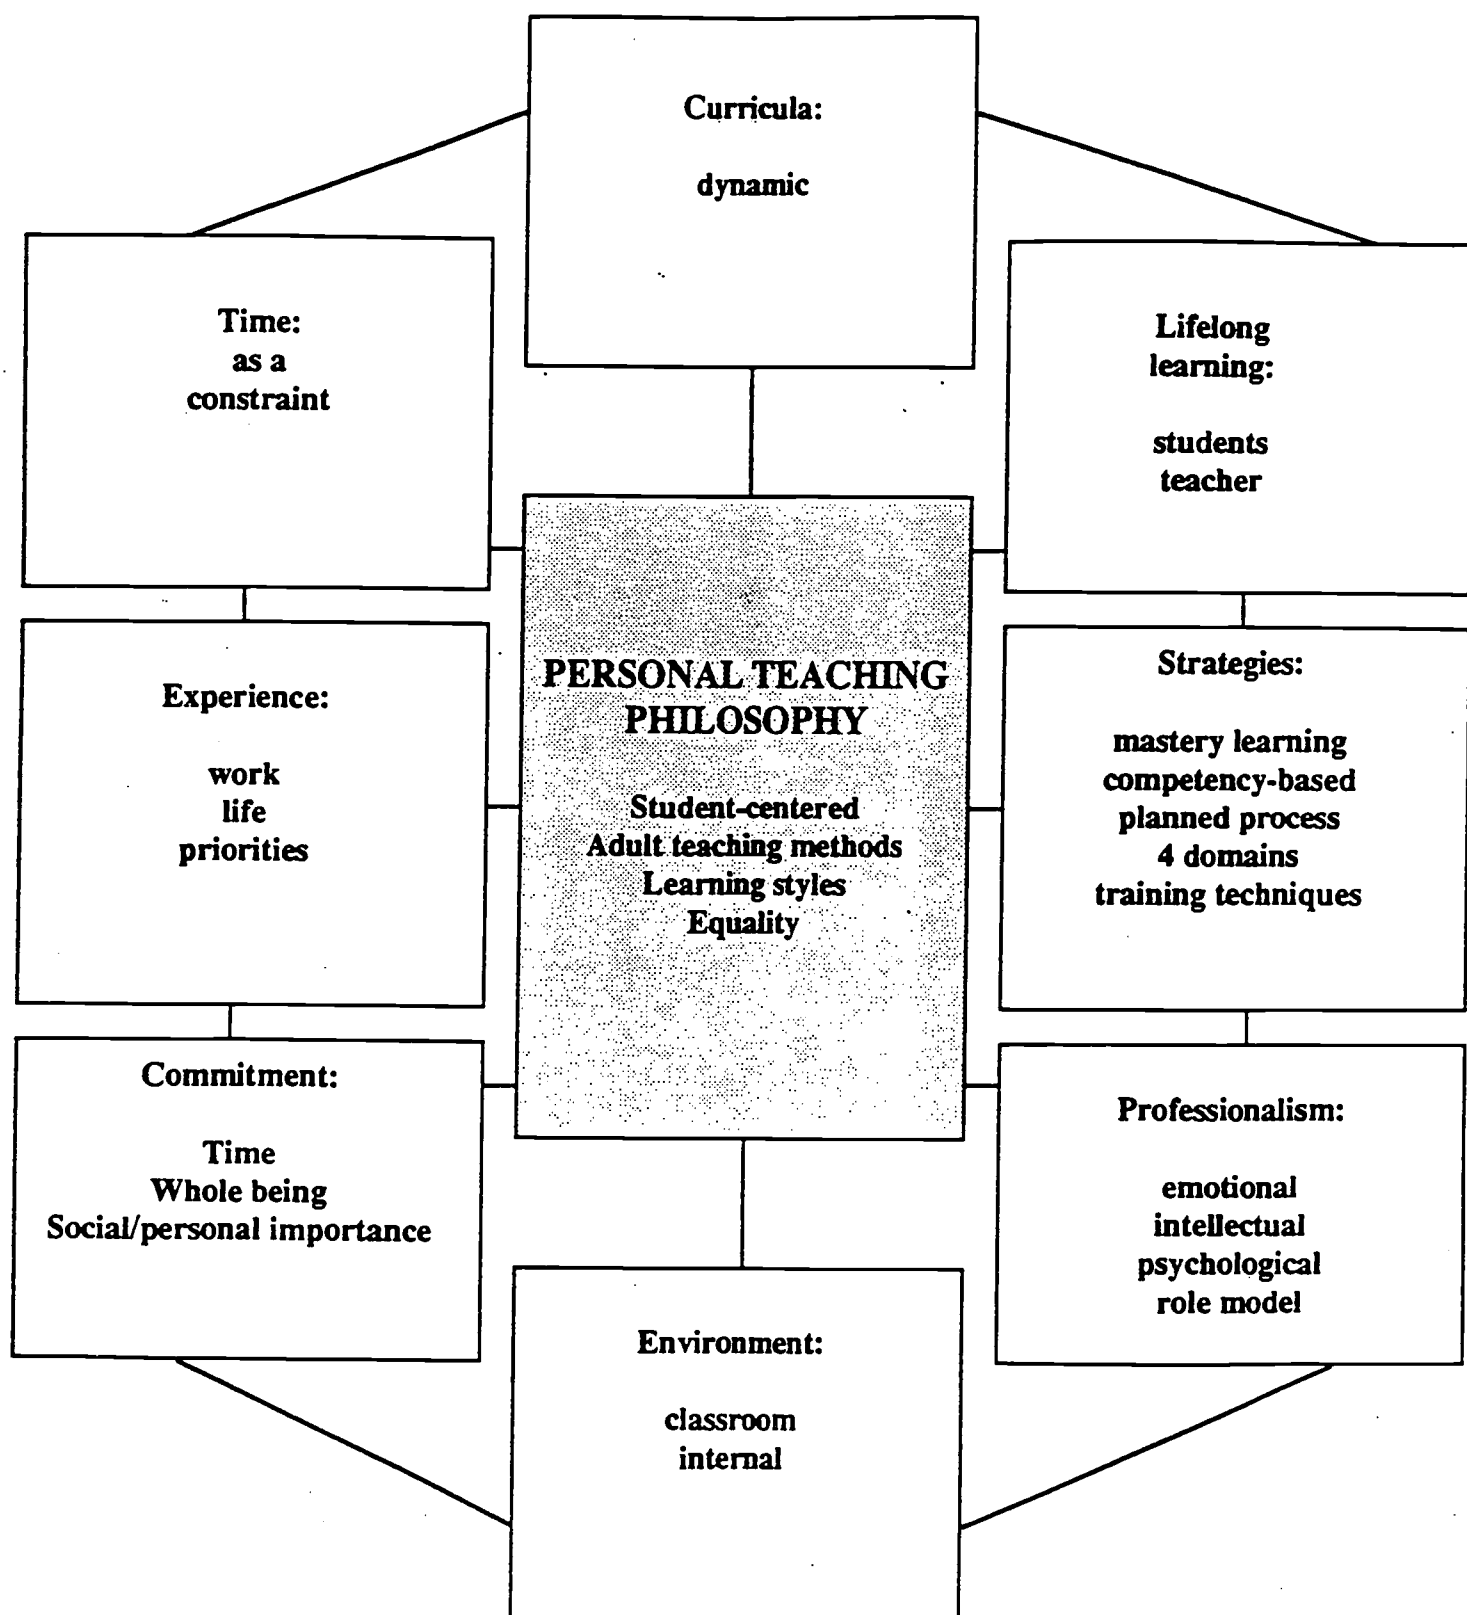 Curricula:
dynamic
Time:
as a
constraint
Lifelong
learning:
students
teacher
Experience:
work
life
priorities
PERSONAL TEACHING
PHILOSOPHY
Student-centered
Adult teaching methods
Learning styles
Equality
Strategies:
mastery learning
competency-based
planned process
4 domains
training techniques
Commitment:
Time
Whole being
Social/personal importance
Professionalism:
emotional
intellectual
psychological
role model
Environment:
classroom
internal